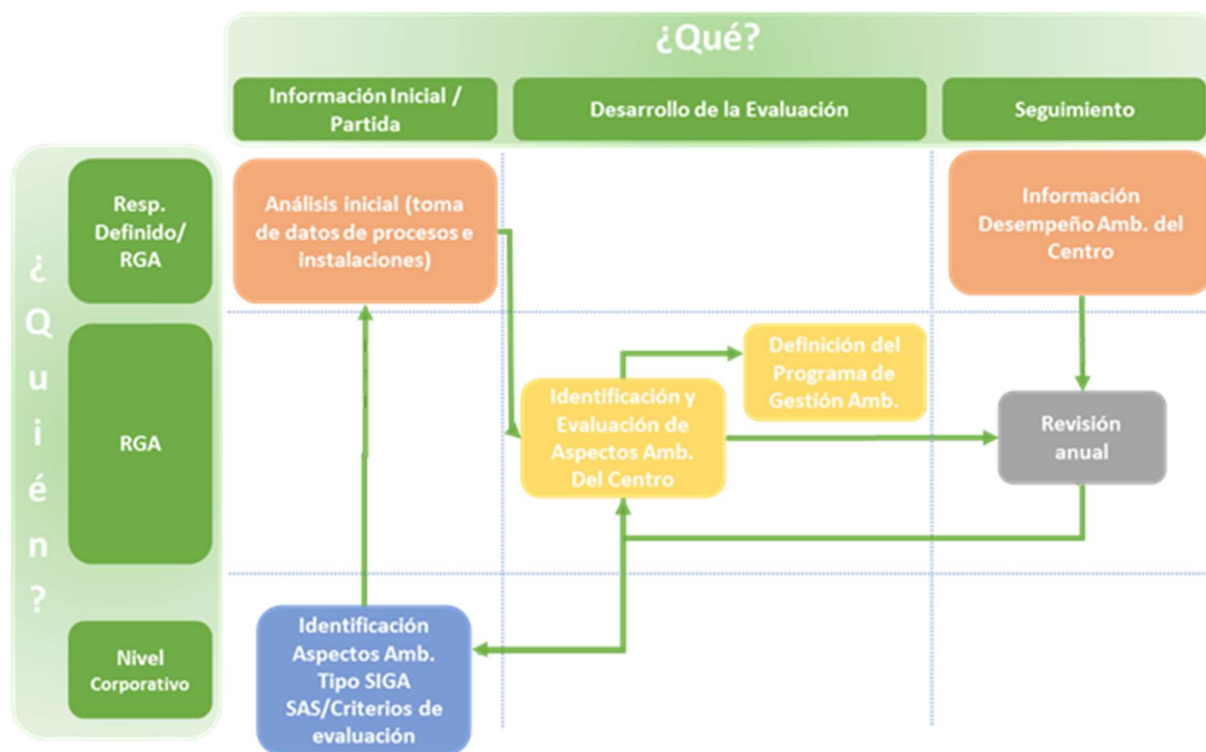 ¿Qué?
Información Inicial /
Partida
Desarrollo de la Evaluación
Seguimiento
¿Quién?
Resp.
Definido/
RGA
Análisis inicial (toma
de datos de procesos e
instalaciones)
Información
Desempeño Amb. del
Centro
RGA
Definición del
Programa de
Gestión Amb.
Identificación y
Evaluación de
Aspectos Amb.
Del Centro
Revisión
anual
Nivel
Corporativo
Identificación
Aspectos Amb.
Tipo SIGA
SAS/Criterios de
evaluación